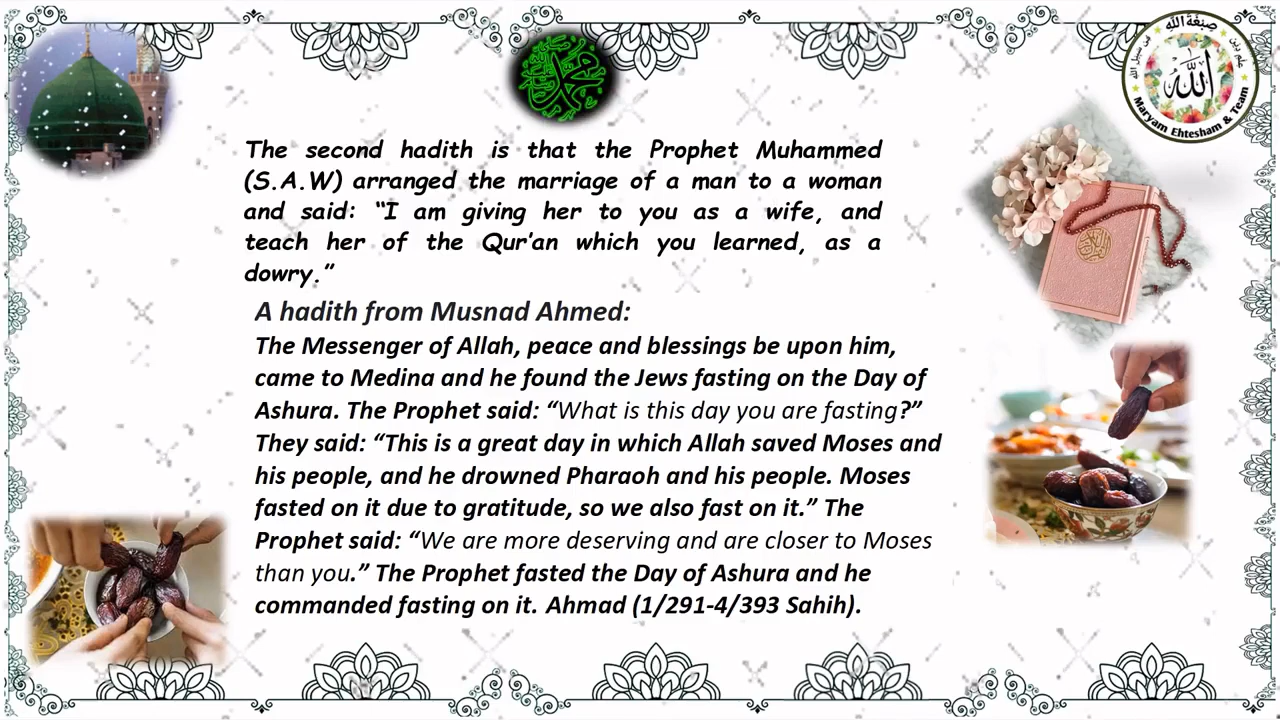 محمد
صِبْغَةَ الله
الله
Maryam Ehtesham & Team
The second hadith is that the Prophet Muhammed
(S.A.W) arranged the marriage of a man to a woman
and said: “I am giving her to you as a wife, and
teach her of the Qur’an which you learned, as a
dowry.”
A hadith from Musnad Ahmed:
The Messenger of Allah, peace and blessings be upon him,
came to Medina and he found the Jews fasting on the Day of
Ashura. The Prophet said: “What is this day you are fasting?”
They said: “This is a great day in which Allah saved Moses and
his people, and he drowned Pharaoh and his people. Moses
fasted on it due to gratitude, so we also fast on it.” The
Prophet said: “We are more deserving and are closer to Moses
than you.” The Prophet fasted the Day of Ashura and he
commanded fasting on it. Ahmad (1/291-4/393 Sahih).